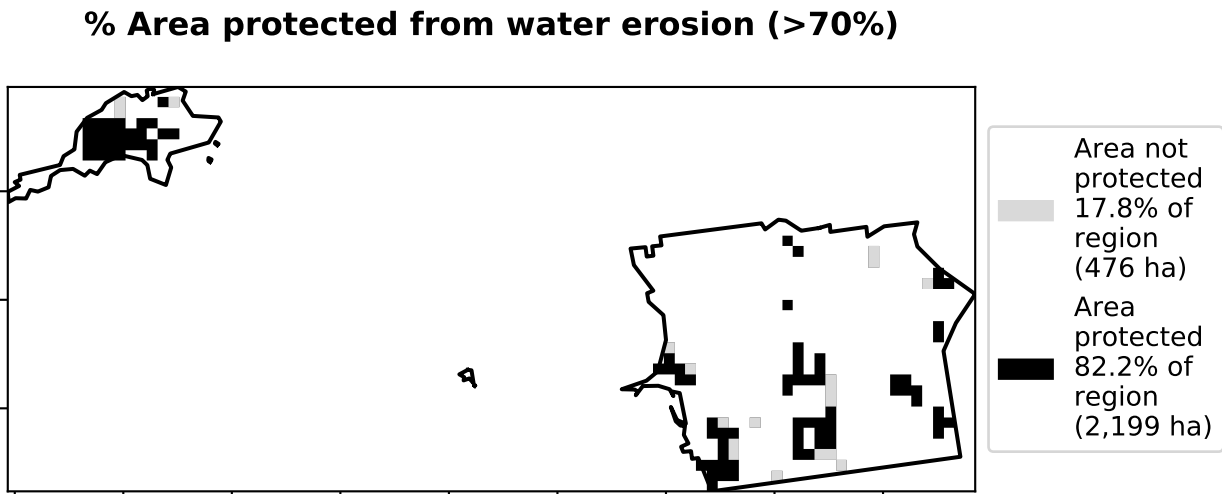 % Area protected from water erosion (>70%)
Area not
protected
17.8% of
region
(476 ha)
Area
protected
82.2% of
region
(2,199 ha)